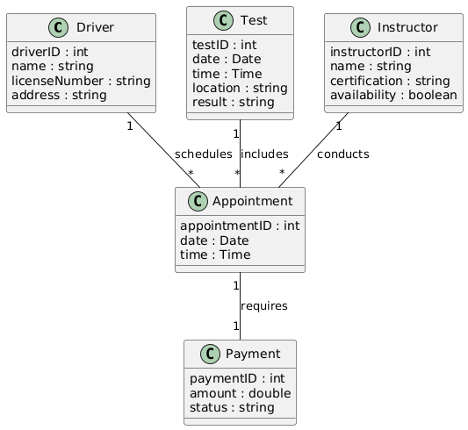 C Driver
driverID : int
name : string
licenseNumber : string
address : string
C Test
testID : int
date : Date
time : Time
location : string
result : string
C Instructor
instructorID : int
name : string
certification : string
availability : boolean
1
1
1
schedules
includes
conducts
*
*
*
C Appointment
appointmentID : int
date : Date
time : Time
1
requires
1
C Payment
paymentID : int
amount : double
status : string